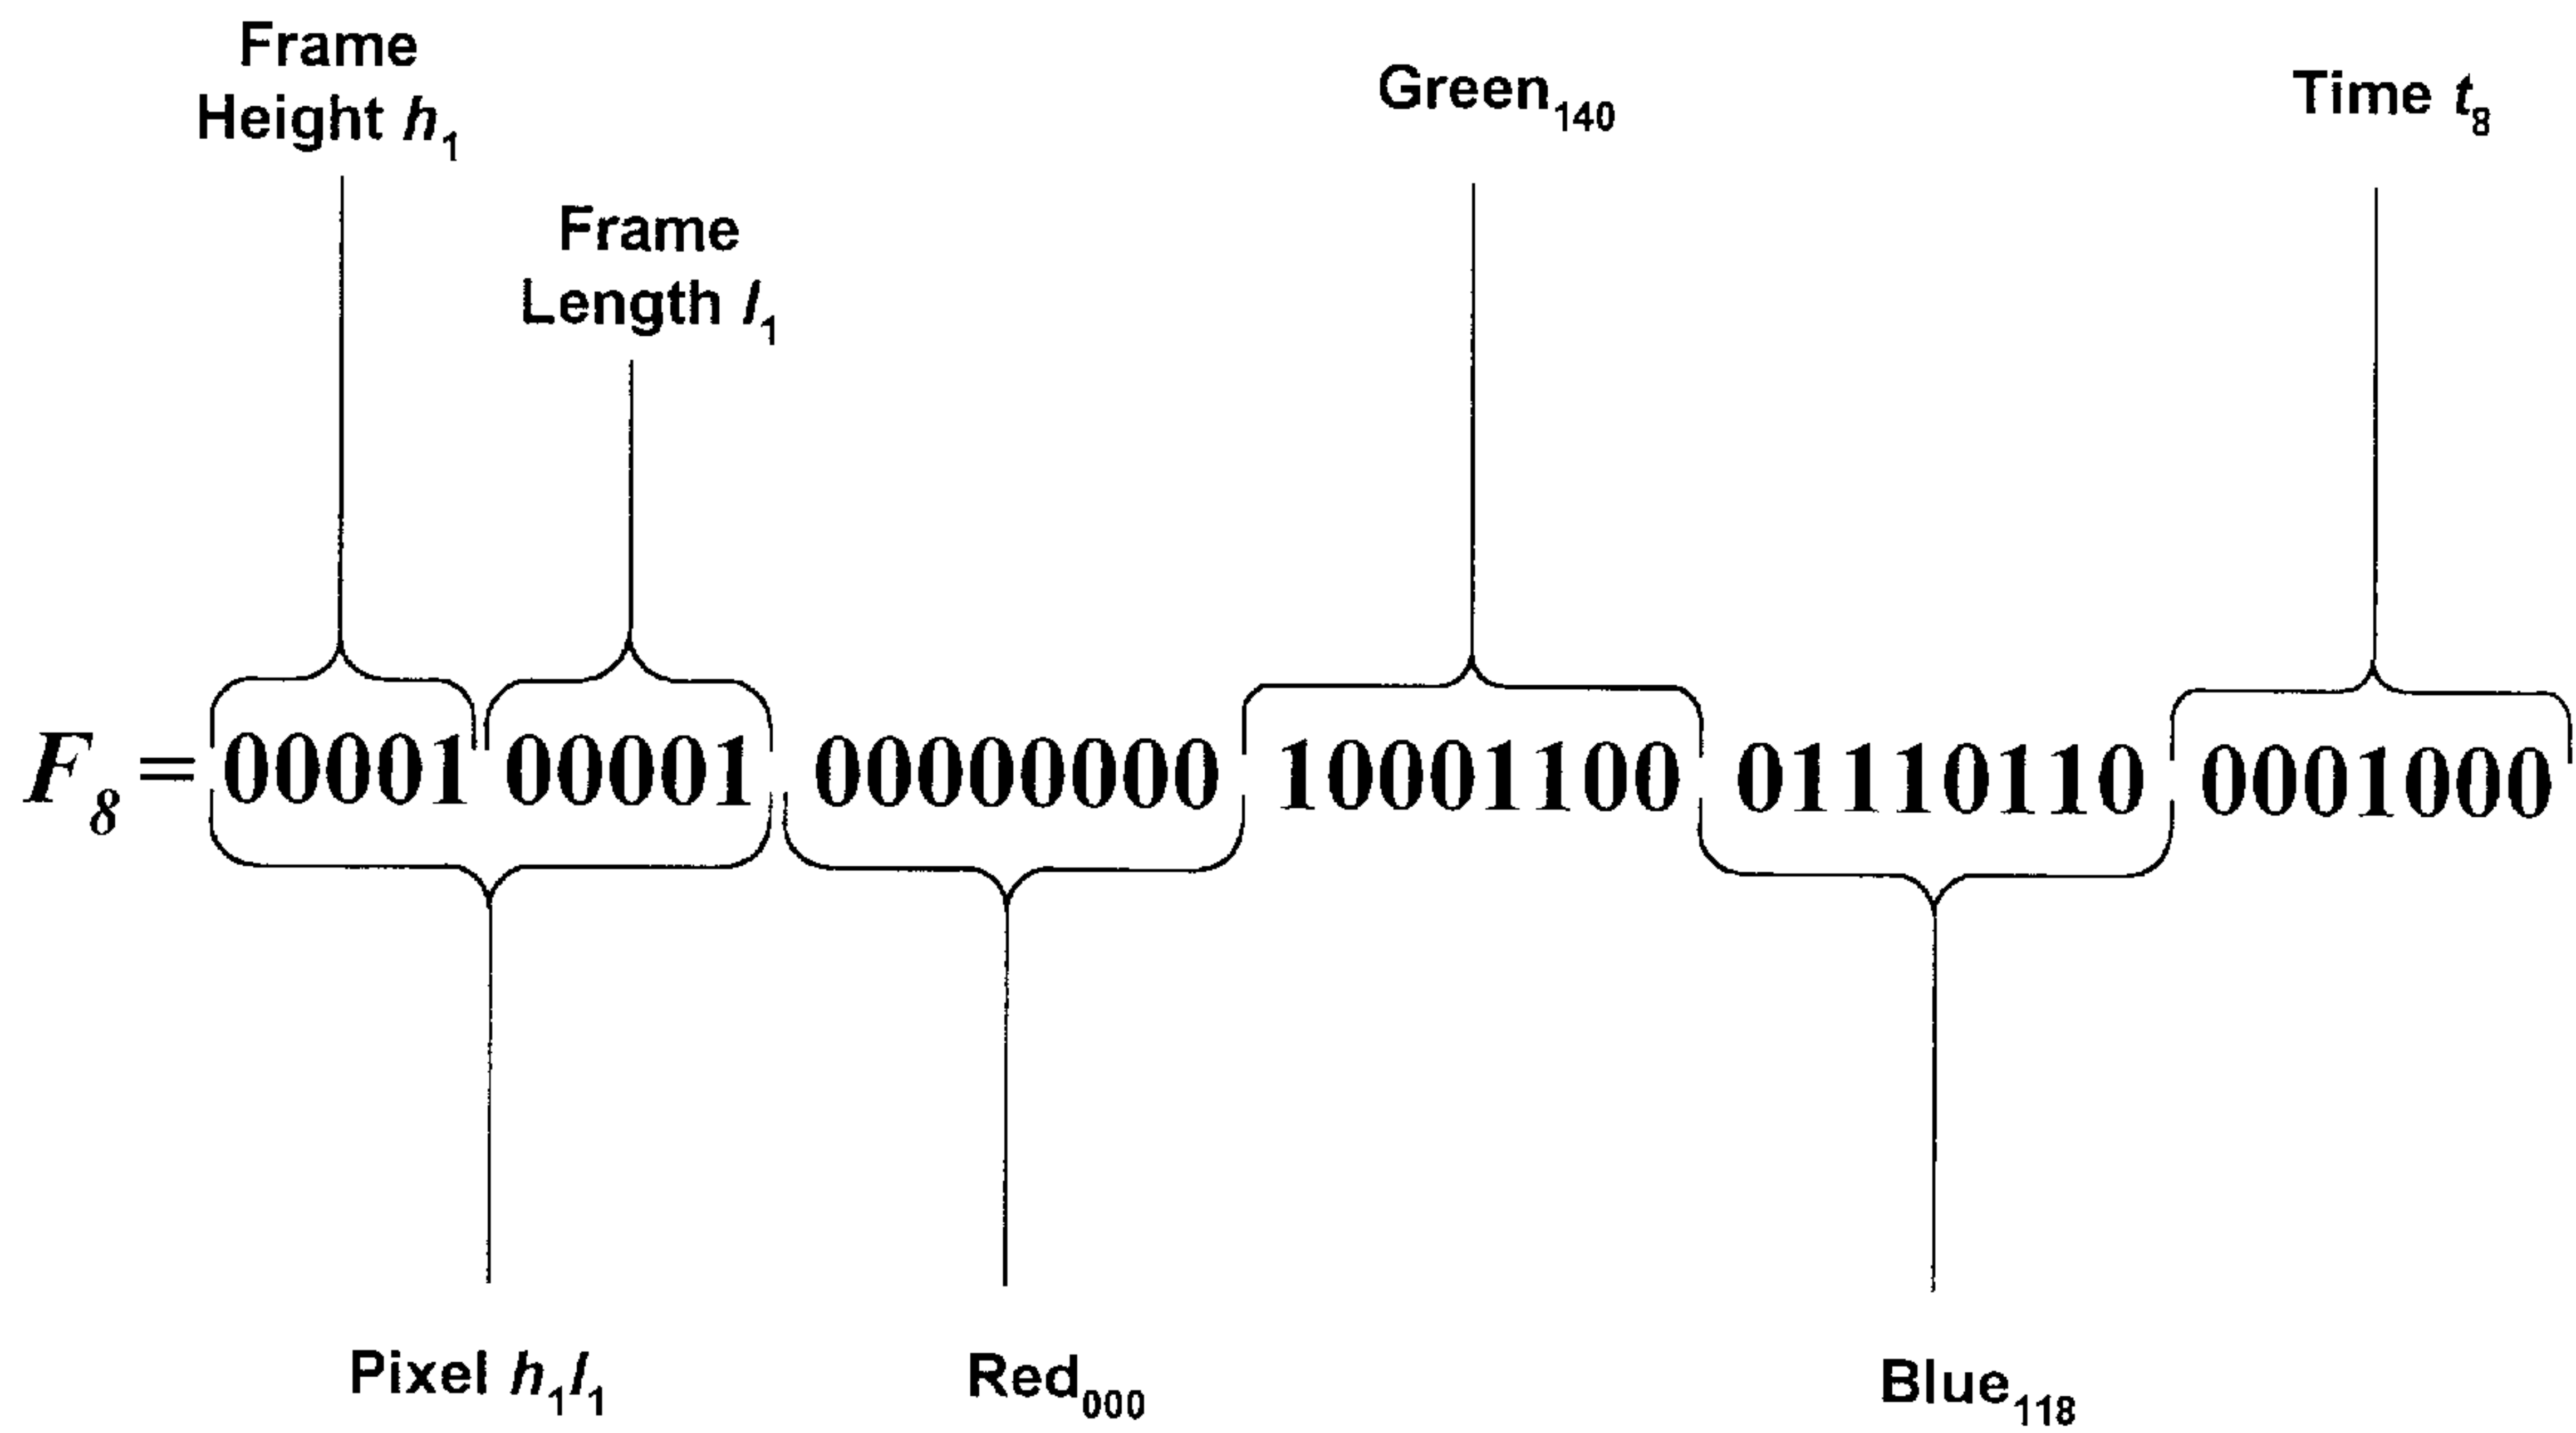 Frame
Height h₁
Frame
Length l₁
Green₁₄₀
Time t₈
F₈ = 00001 00001 00000000 10001100 01110110 0001000
Pixel h₁l₁
Red₀₀₀
Blue₁₁₈